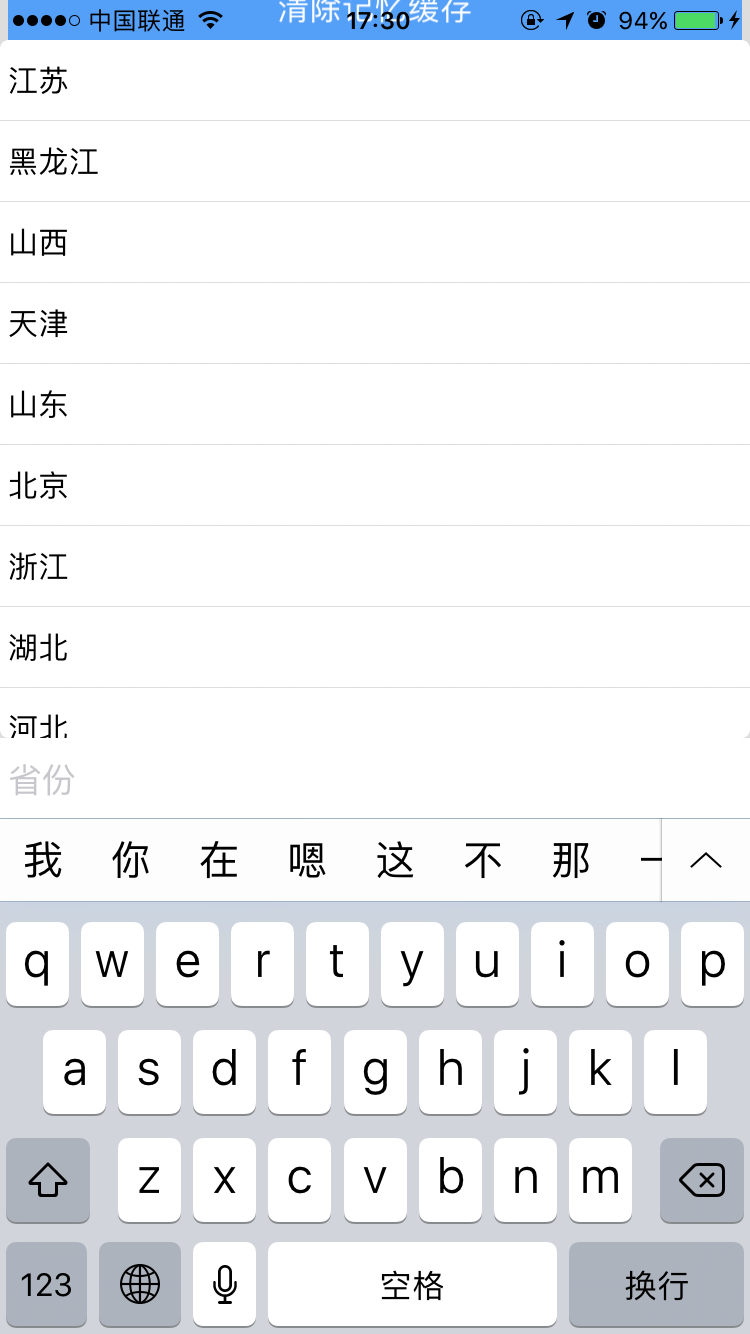 中国联通 17:30 94%
清除记忆缓存
江苏
黑龙江
山西
天津
山东
北京
浙江
湖北
河北
省份
我 你 在 嗯 这 不 那 一
q w e r t y u i o p
a s d f g h j k l
z x c v b n m
123 空格 换行